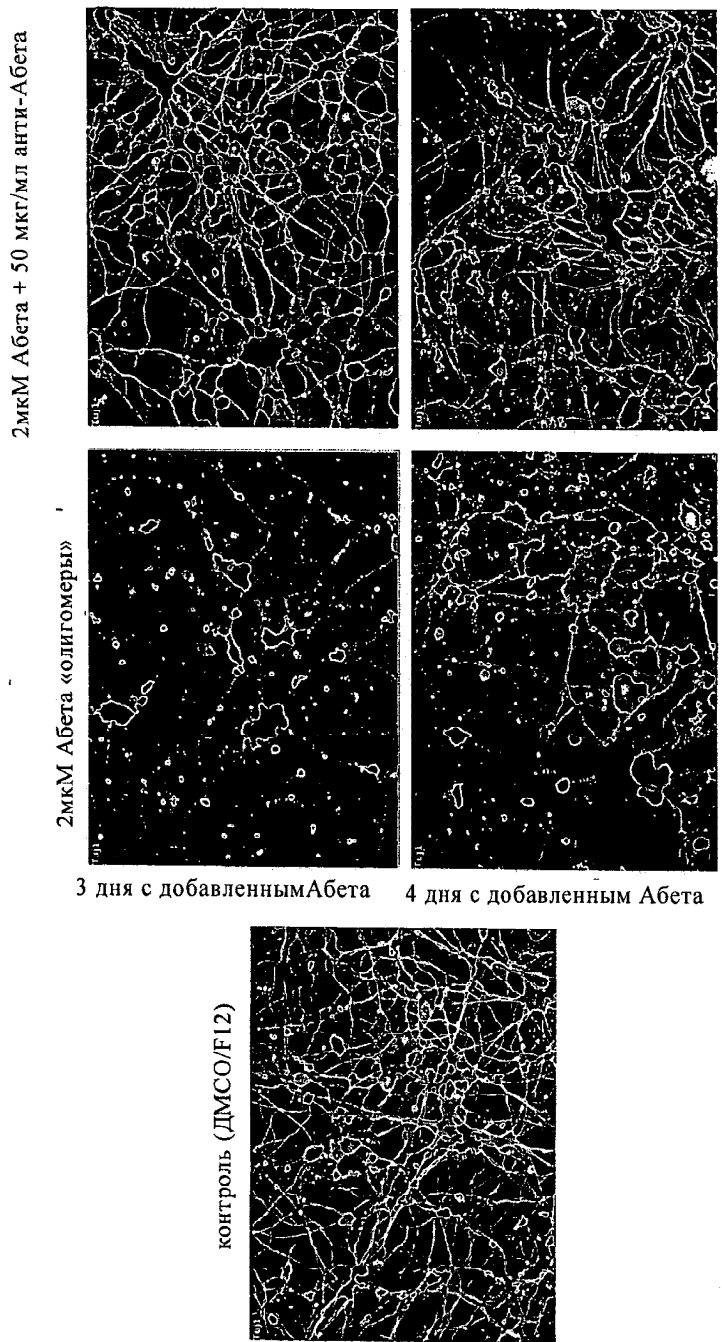 2мкМ Абета + 50 мкг/мл анти-Абета
2мкМ Абета «олигомеры»
3 дня с добавленнымАбета
4 дня с добавленным Абета
контроль (ДМСО/F12)